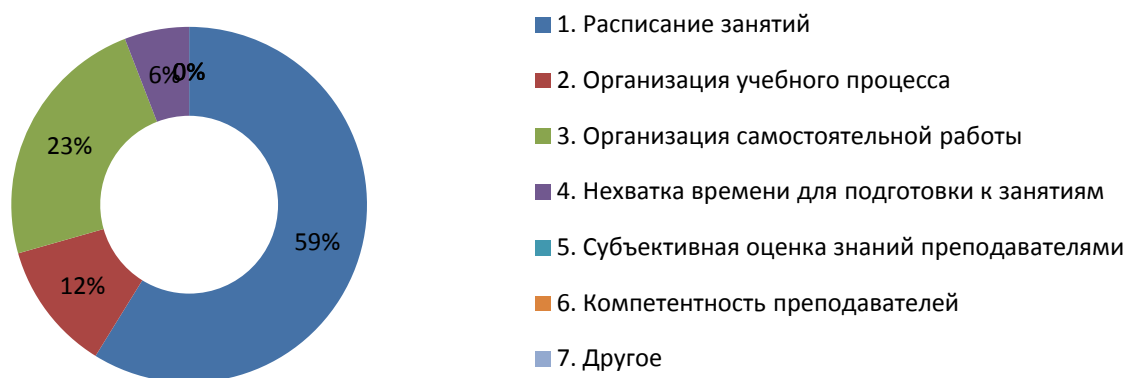 1. Расписание занятий
6% 0%
2. Организация учебного процесса
23%
3. Организация самостоятельной работы
4. Нехватка времени для подготовки к занятиям
59%
5. Субъективная оценка знаний преподавателями
12%
6. Компетентность преподавателей
7. Другое